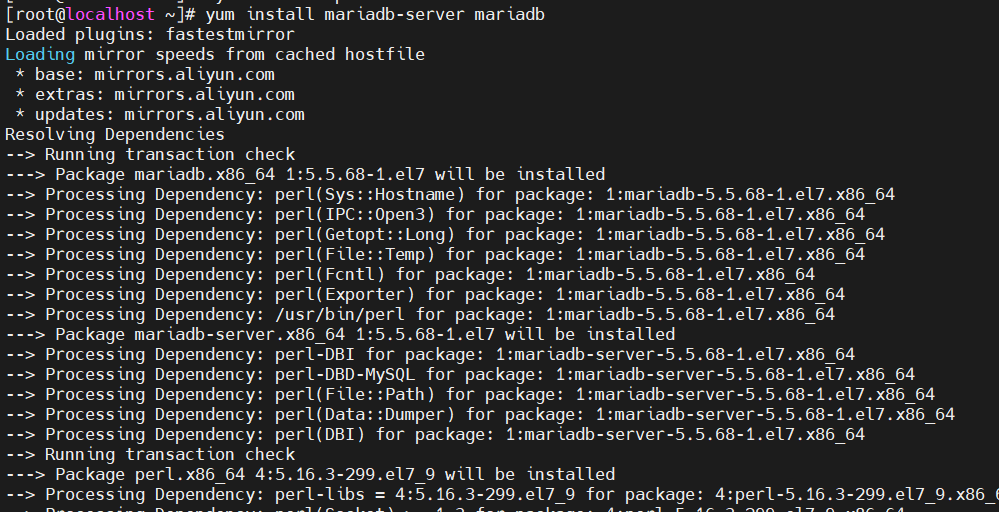 [root@localhost ~]# yum install mariadb-server mariadb
Loaded plugins: fastestmirror
Loading mirror speeds from cached hostfile
 * base: mirrors.aliyun.com
 * extras: mirrors.aliyun.com
 * updates: mirrors.aliyun.com
Resolving Dependencies
--> Running transaction check
---> Package mariadb.x86_64 1:5.5.68-1.el7 will be installed
--> Processing Dependency: perl(Sys::Hostname) for package: 1:mariadb-5.5.68-1.el7.x86_64
--> Processing Dependency: perl(IPC::Open3) for package: 1:mariadb-5.5.68-1.el7.x86_64
--> Processing Dependency: perl(Getopt::Long) for package: 1:mariadb-5.5.68-1.el7.x86_64
--> Processing Dependency: perl(File::Temp) for package: 1:mariadb-5.5.68-1.el7.x86_64
--> Processing Dependency: perl(Fcntl) for package: 1:mariadb-5.5.68-1.el7.x86_64
--> Processing Dependency: perl(Exporter) for package: 1:mariadb-5.5.68-1.el7.x86_64
--> Processing Dependency: /usr/bin/perl for package: 1:mariadb-5.5.68-1.el7.x86_64
---> Package mariadb-server.x86_64 1:5.5.68-1.el7 will be installed
--> Processing Dependency: perl-DBI for package: 1:mariadb-server-5.5.68-1.el7.x86_64
--> Processing Dependency: perl-DBD-MySQL for package: 1:mariadb-server-5.5.68-1.el7.x86_64
--> Processing Dependency: perl(File::Path) for package: 1:mariadb-server-5.5.68-1.el7.x86_64
--> Processing Dependency: perl(Data::Dumper) for package: 1:mariadb-server-5.5.68-1.el7.x86_64
--> Processing Dependency: perl(DBI) for package: 1:mariadb-server-5.5.68-1.el7.x86_64
--> Running transaction check
---> Package perl.x86_64 4:5.16.3-299.el7_9 will be installed
--> Processing Dependency: perl-libs = 4:5.16.3-299.el7_9 for package: 4:perl-5.16.3-299.el7_9.x86_6